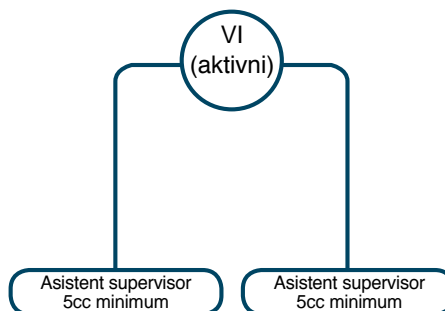 VI
(aktivni)
Asistent supervisor
5cc minimum
Asistent supervisor
5cc minimum